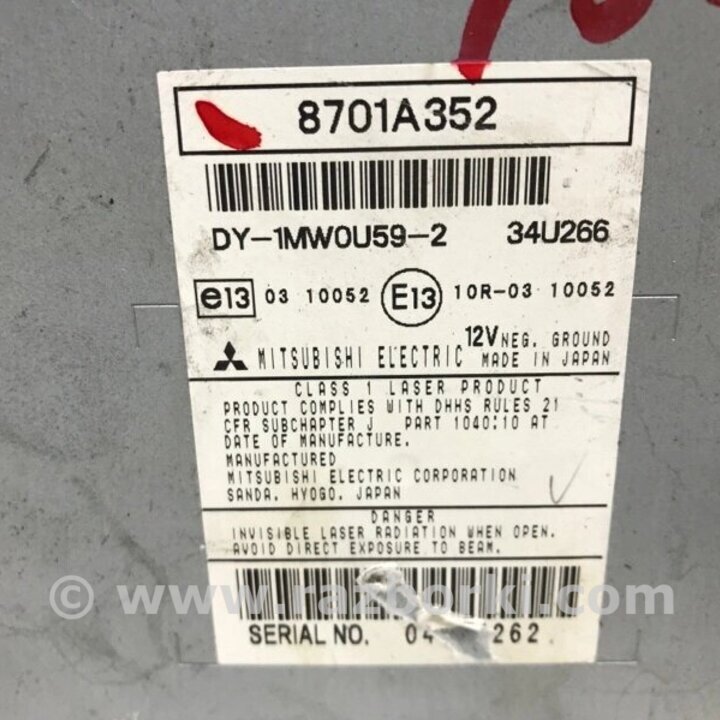 8701A352
DY-1MW0U59-2 34U266
e13 03 10052 E13 10R-03 10052
12V NEG. GROUND
MITSUBISHI ELECTRIC MADE IN JAPAN
CLASS 1 LASER PRODUCT
PRODUCT COMPLIES WITH DHHS RULES 21
CFR SUBCHAPTER J PART 1040:10 AT
DATE OF MANUFACTURE.
MANUFACTURED
MITSUBISHI ELECTRIC CORPORATION
SANDA, HYOGO, JAPAN
DANGER
INVISIBLE LASER RADIATION WHEN OPEN.
AVOID DIRECT EXPOSURE TO BEAM.
© www.razborki.com
SERIAL NO. 04 262